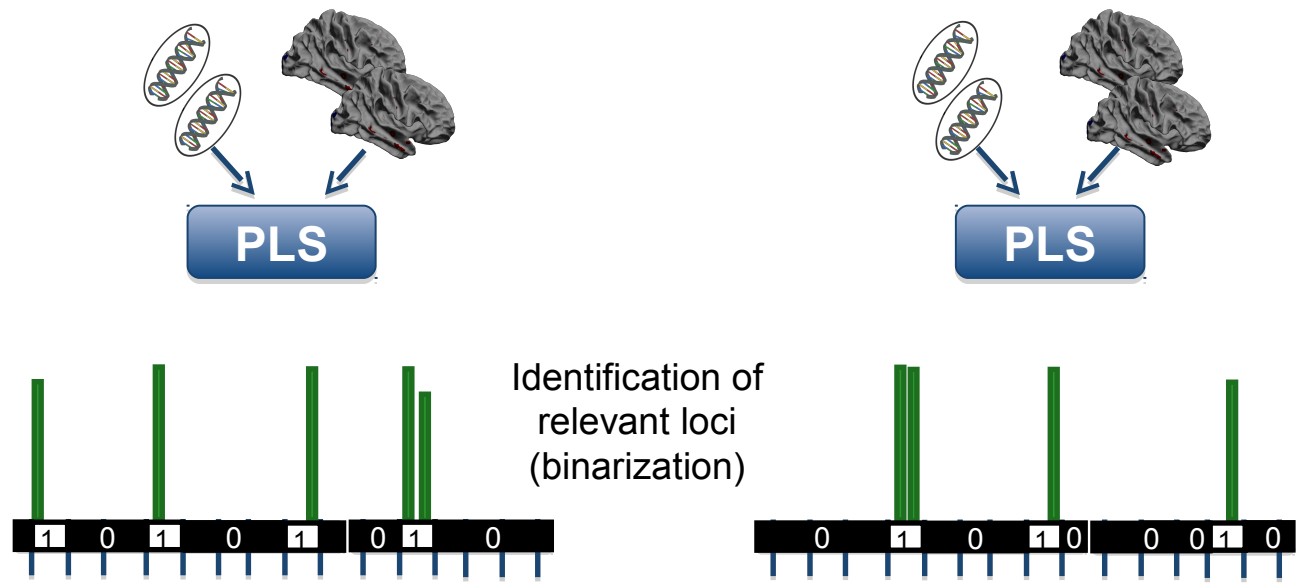 PLS
PLS
Identification of
relevant loci
(binarization)
1 0 1 0 1 0 1 0
0 1 0 1 0 0 0 1 0